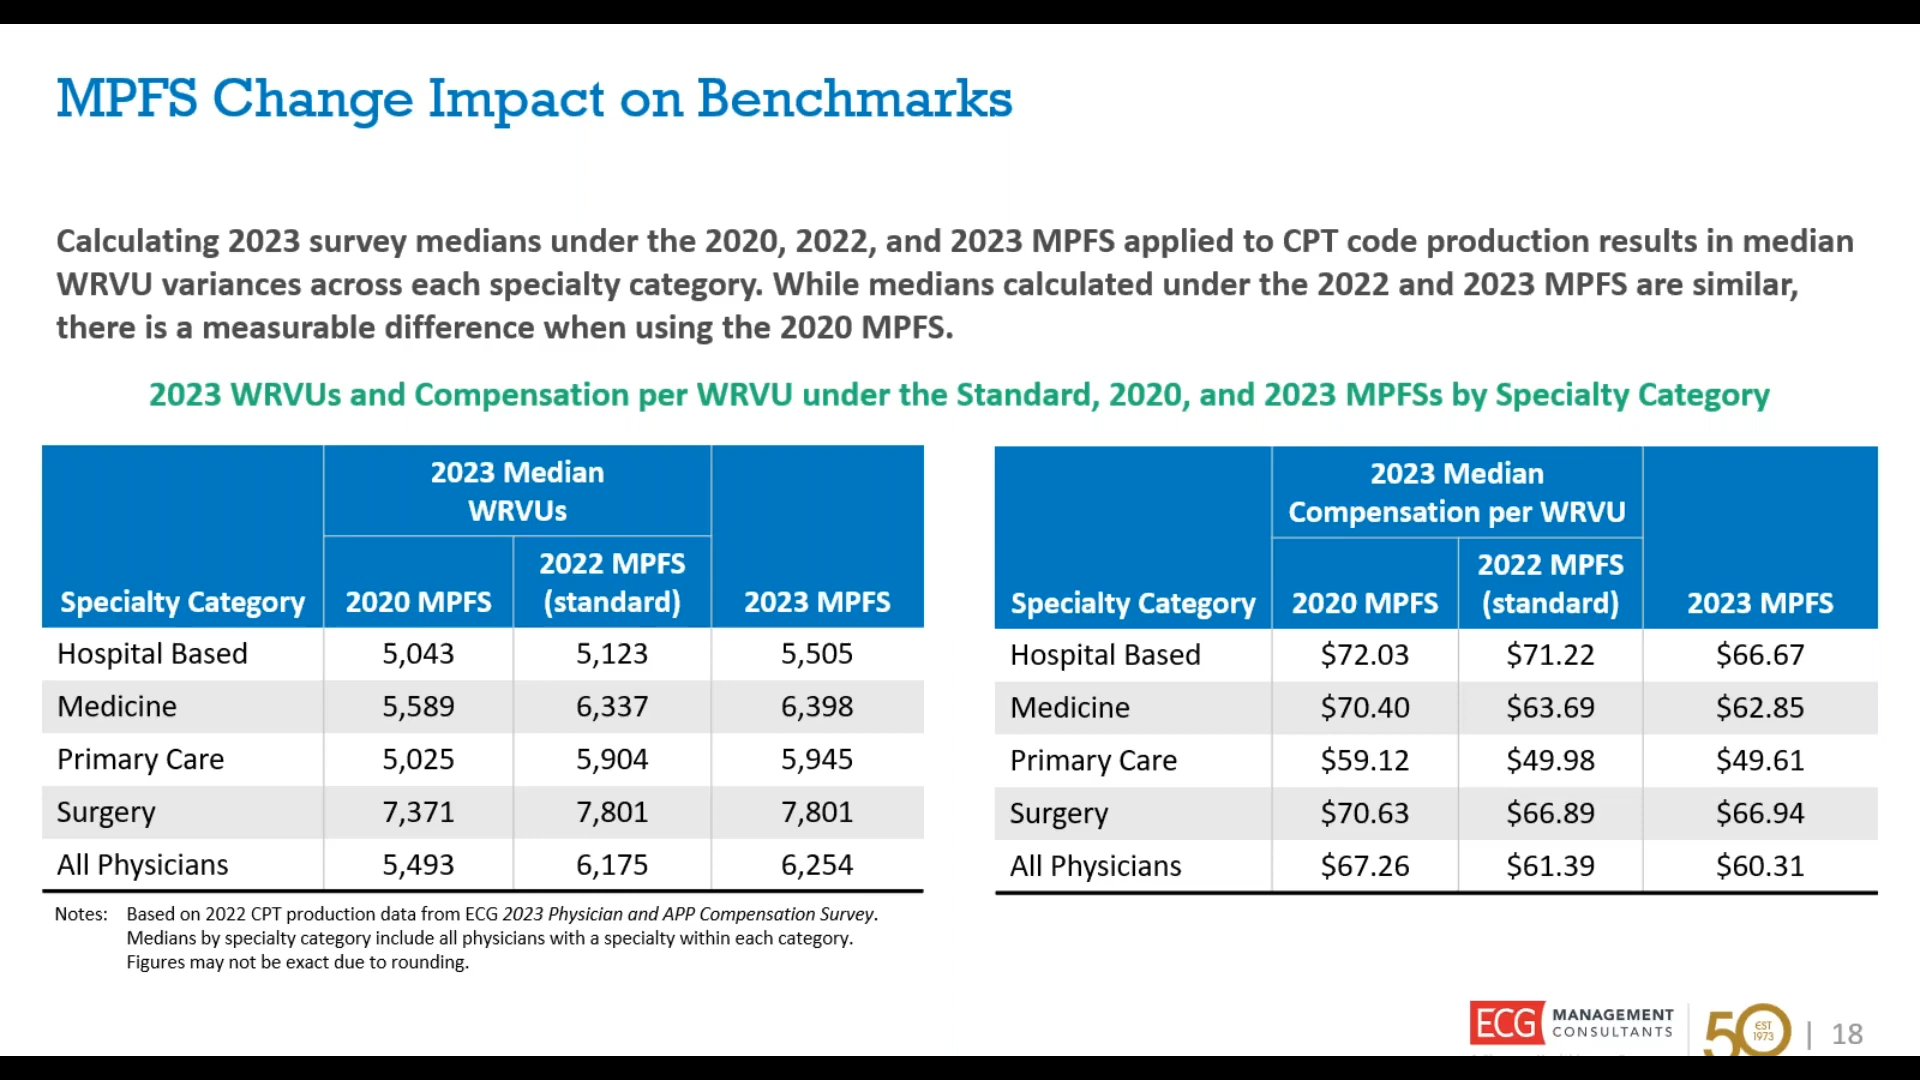 MPFS Change Impact on Benchmarks
Calculating 2023 survey medians under the 2020, 2022, and 2023 MPFS applied to CPT code production results in median
WRVU variances across each specialty category. While medians calculated under the 2022 and 2023 MPFS are similar,
there is a measurable difference when using the 2020 MPFS.
2023 WRVUs and Compensation per WRVU under the Standard, 2020, and 2023 MPFSs by Specialty Category
2023 Median
WRVUs
2022 MPFS
Specialty Category 2020 MPFS (standard) 2023 MPFS
Hospital Based 5,043 5,123 5,505
Medicine 5,589 6,337 6,398
Primary Care 5,025 5,904 5,945
Surgery 7,371 7,801 7,801
All Physicians 5,493 6,175 6,254
Notes: Based on 2022 CPT production data from ECG 2023 Physician and APP Compensation Survey.
Medians by specialty category include all physicians with a specialty within each category.
Figures may not be exact due to rounding.
2023 Median
Compensation per WRVU
2022 MPFS
Specialty Category 2020 MPFS (standard) 2023 MPFS
Hospital Based $72.03 $71.22 $66.67
Medicine $70.40 $63.69 $62.85
Primary Care $59.12 $49.98 $49.61
Surgery $70.63 $66.89 $66.94
All Physicians $67.26 $61.39 $60.31
ECG MANAGEMENT
CONSULTANTS
50 EST
1973
| 18